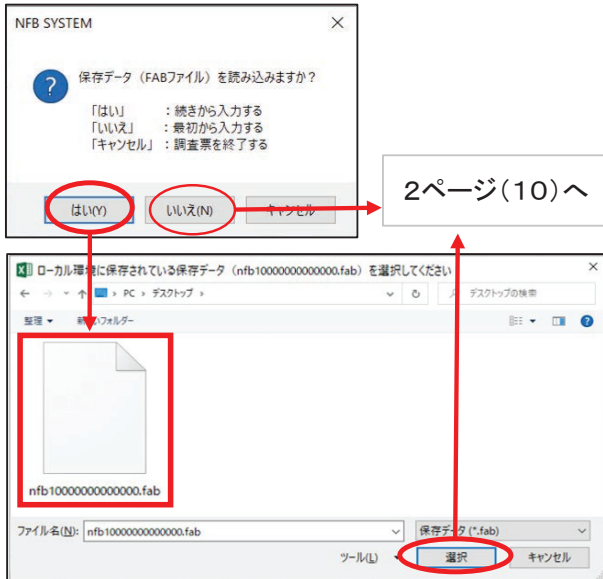 NFB SYSTEM
保存データ（FABファイル）を読み込みますか？
「はい」　：続きから入力する
「いいえ」　：最初から入力する
「キャンセル」：調査票を終了する
はい(Y)
いいえ(N)
キャンセル
2ページ（10）へ
ローカル環境に保存されている保存データ（nfb10000000000000.fab）を選択してください
PC › デスクトップ ›
デスクトップの検索
整理
新しいフォルダー
nfb10000000000000.fab
ファイル名(N):
nfb10000000000000.fab
保存データ (*.fab)
ツール(L)
選択
キャンセル